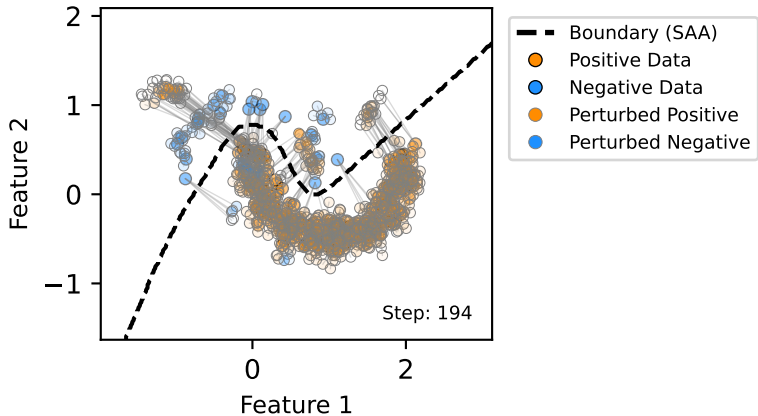 2
1
0
−1
Feature 2
0
2
Feature 1
Step: 194
Boundary (SAA)
Positive Data
Negative Data
Perturbed Positive
Perturbed Negative